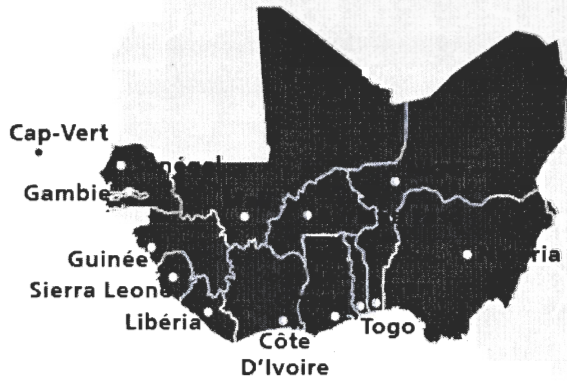 Cap-Vert
Gambie
Guinée
Sierra Leone
Libéria
Côte
D'Ivoire
Togo